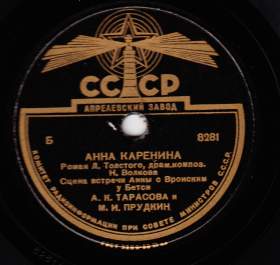 СССР
АПРЕЛЕВСКИЙ ЗАВОД
Б 8281
АННА КАРЕНИНА
Роман Л. Толстого, драм. композ.
Н. Волкова
Сцена встречи Анны с Вронским
у Бетси
А. К. ТАРАСОВА и
М. И. ПРУДКИН
КОМИТЕТ РАДИОИНФОРМАЦИИ ПРИ СОВЕТЕ МИНИСТРОВ СССР